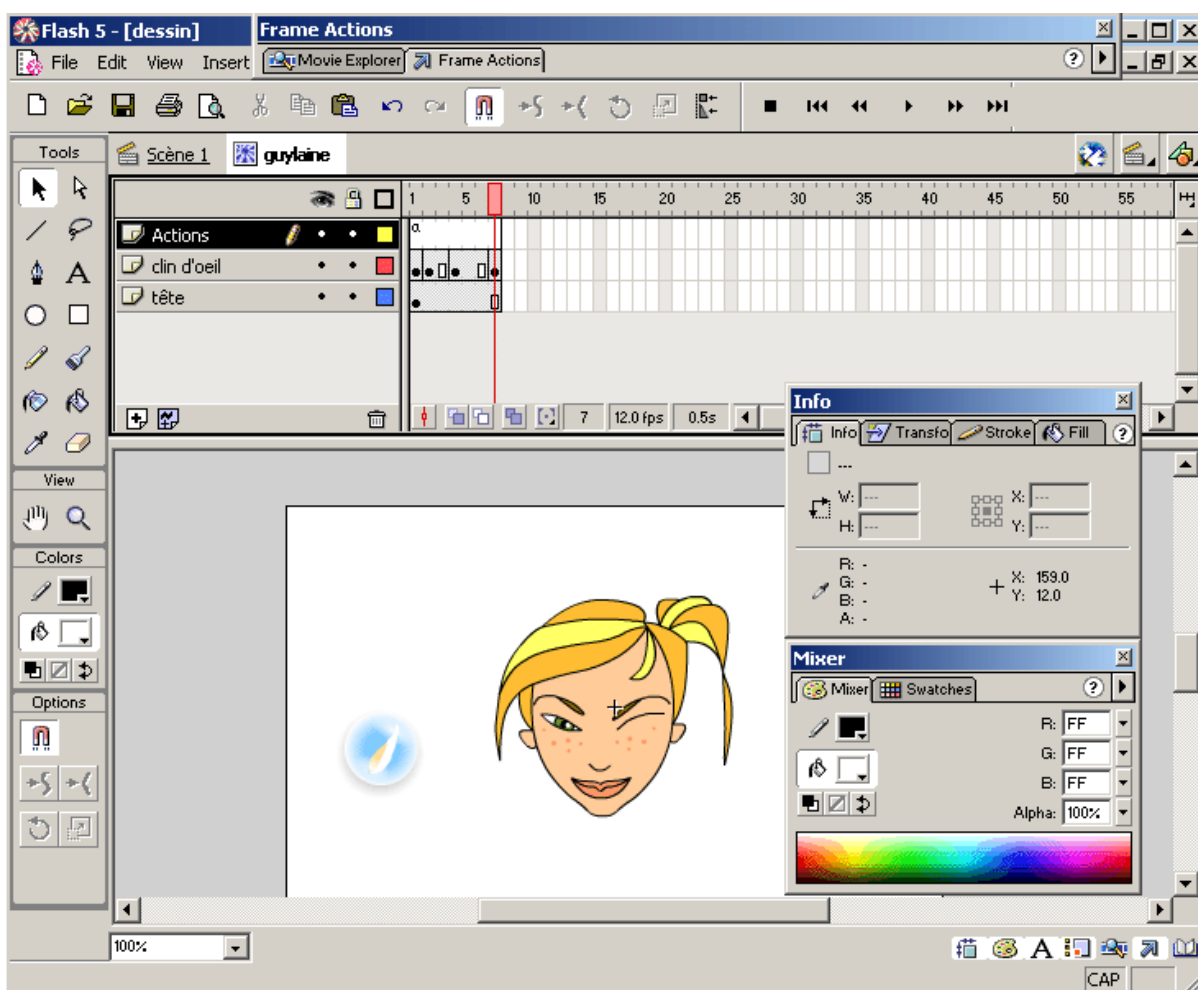 Flash 5 - [dessin]
Frame Actions
File Edit View Insert
Movie Explorer
Frame Actions
?
Tools
Scène 1
guylaine
1 5 10 15 20 25 30 35 40 45 50 55
Actions
a
clin d'oeil
tête
7 12.0 fps 0.5s
A
View
Colors
Options
Info
Info Transfo Stroke Fill ?
---
W: --- X: ---
H: --- Y: ---
R: -
G: - X: 159.0
B: - Y: 12.0
A: -
Mixer
Mixer Swatches ?
R: FF
G: FF
B: FF
Alpha: 100%
100%
A
CAP